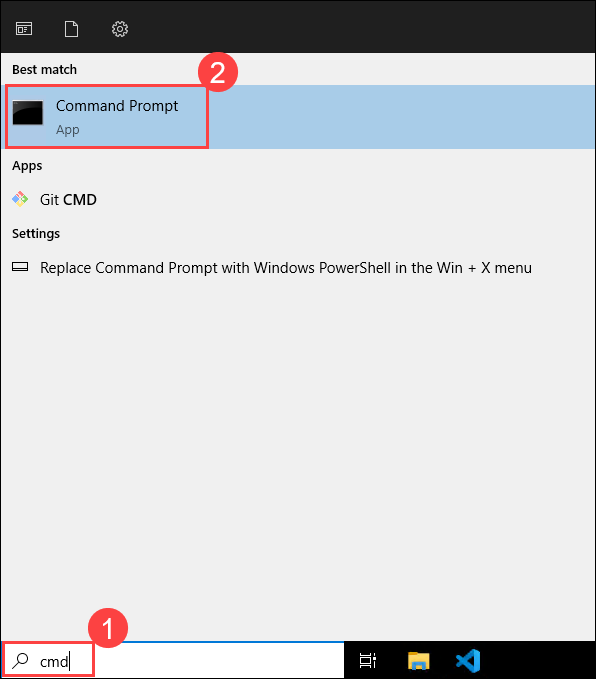 Best match
2
Command Prompt
App
Apps
Git CMD
Settings
Replace Command Prompt with Windows PowerShell in the Win + X menu
1
cmd